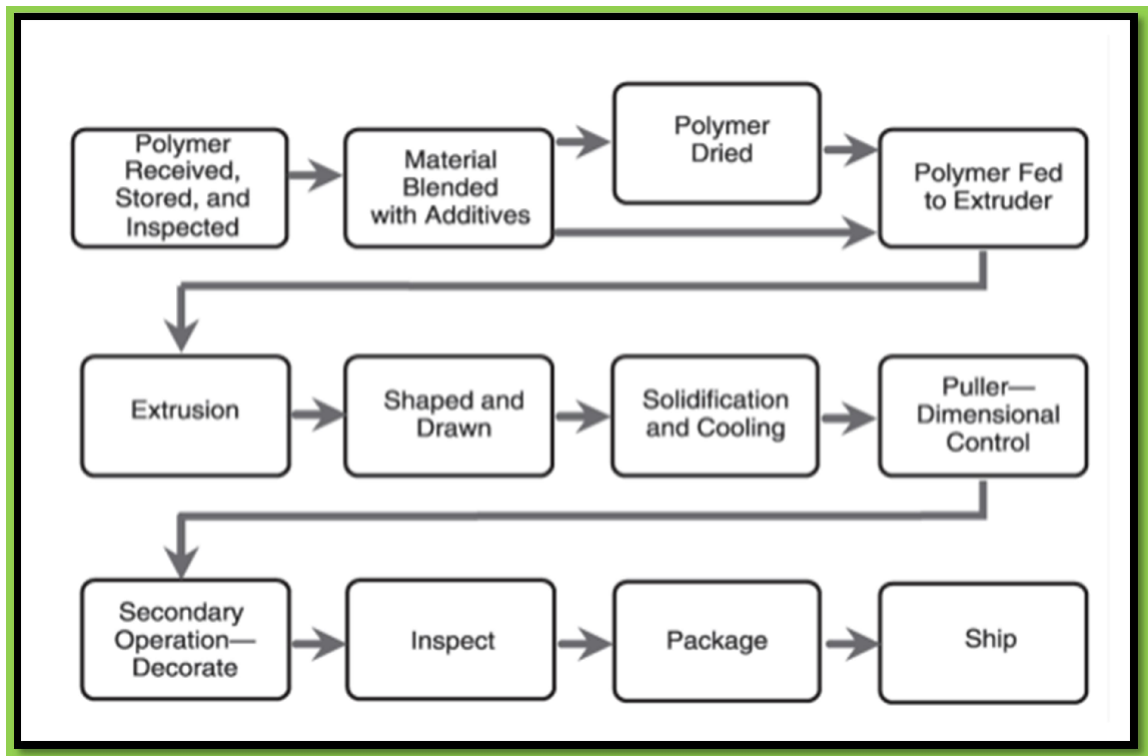 Polymer
Received,
Stored, and
Inspected
Material
Blended
with Additives
Polymer
Dried
Polymer Fed
to Extruder
Extrusion
Shaped and
Drawn
Solidification
and Cooling
Puller—
Dimensional
Control
Secondary
Operation—
Decorate
Inspect
Package
Ship